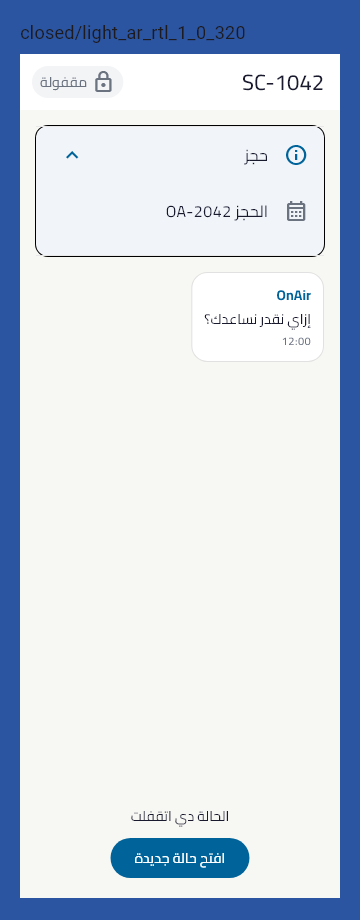 closed/light_ar_rtl_1_0_320
SC-1042
مقفولة
حجز
الحجز OA-2042
OnAir
إزاي نقدر نساعدك؟
12:00
الحالة دي اتقفلت
افتح حالة جديدة